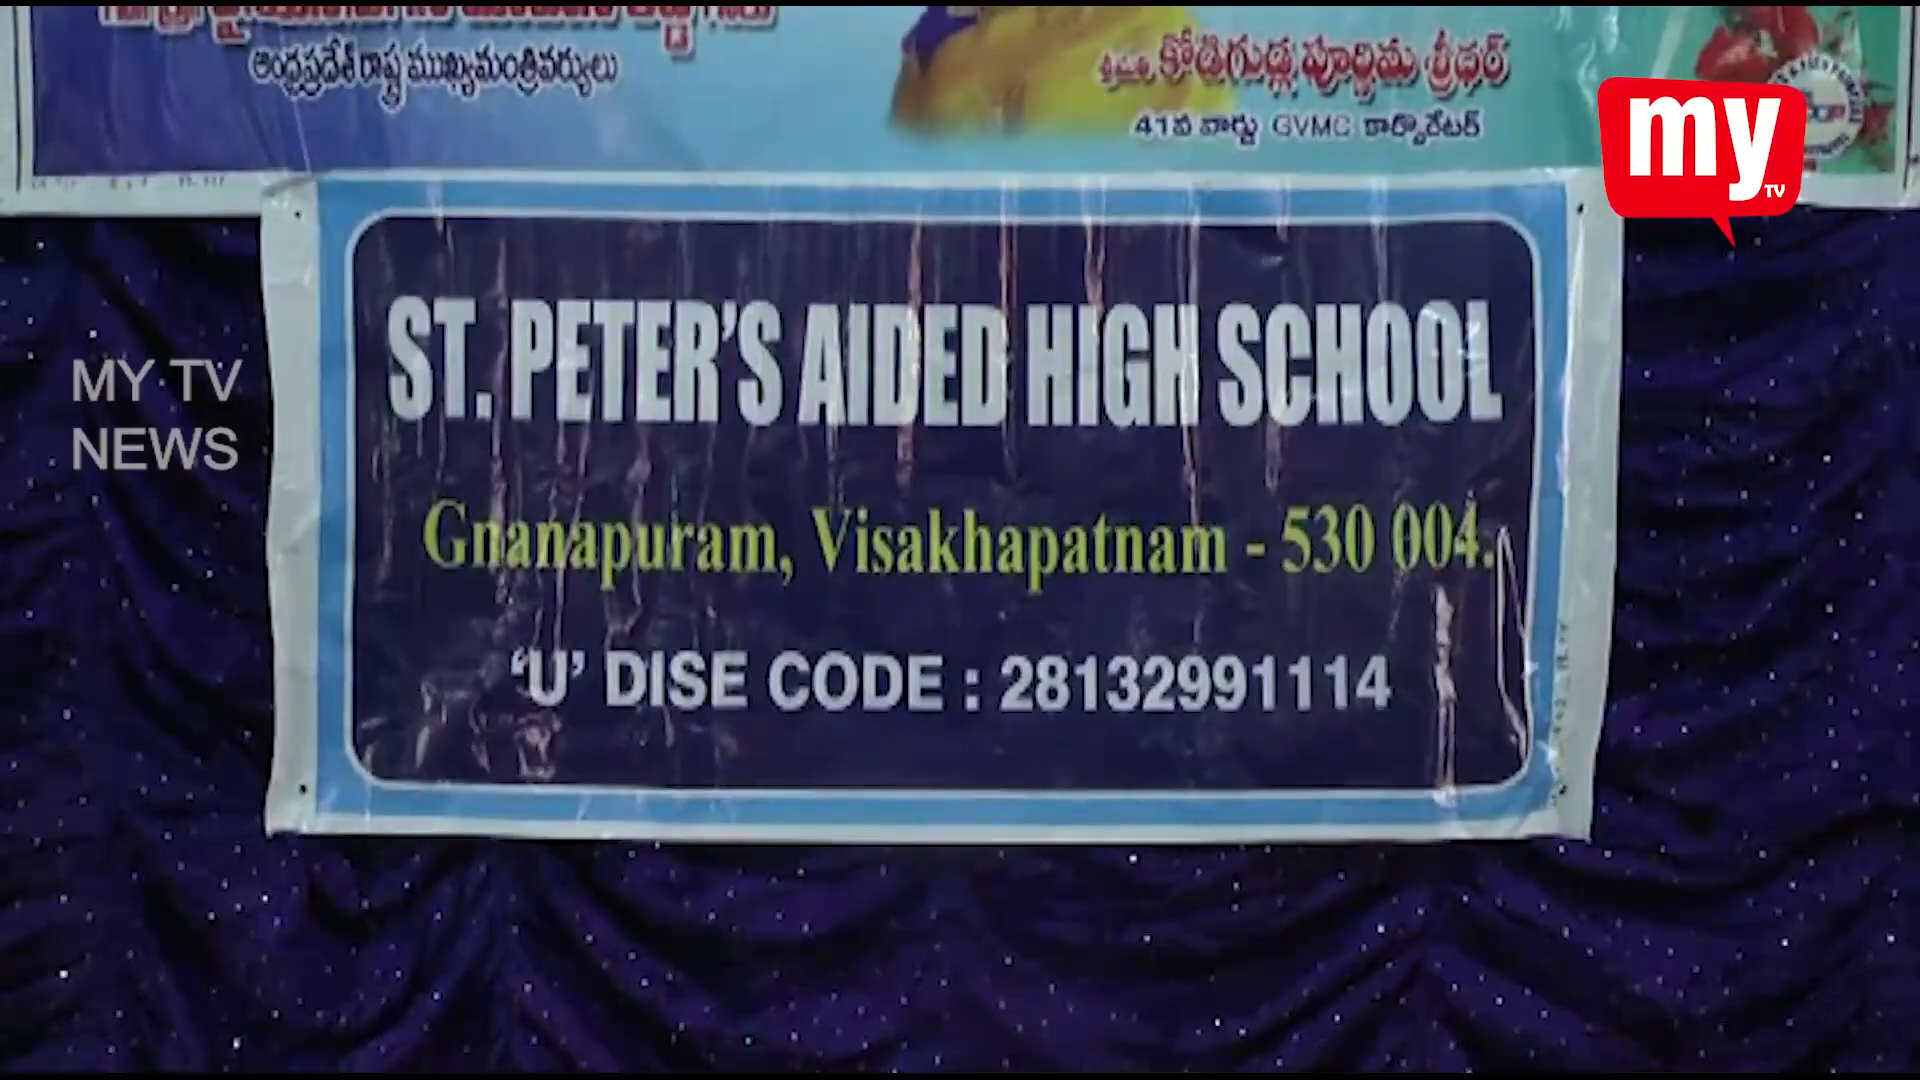 ఆంధ్రప్రదేశ్ రాష్ట్ర ముఖ్యమంత్రివర్యులు
శ్రీమతి. కోడిగుడ్ల పూర్ణిమ శ్రీధర్
41వ వార్డు GVMC కార్పొరేటర్
my
TV
ST. PETER'S AIDED HIGH SCHOOL
MY TV
NEWS
Gnanapuram, Visakhapatnam - 530 004.
'U' DISE CODE : 28132991114